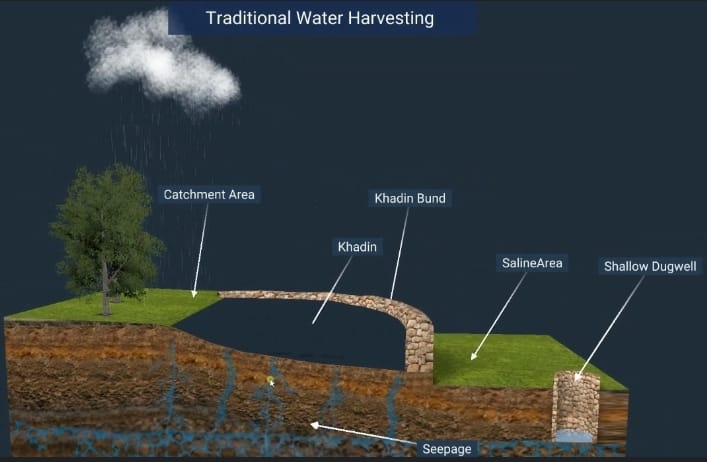 Traditional Water Harvesting
Catchment Area
Khadin Bund
Khadin
SalineArea
Shallow Dugwell
Seepage